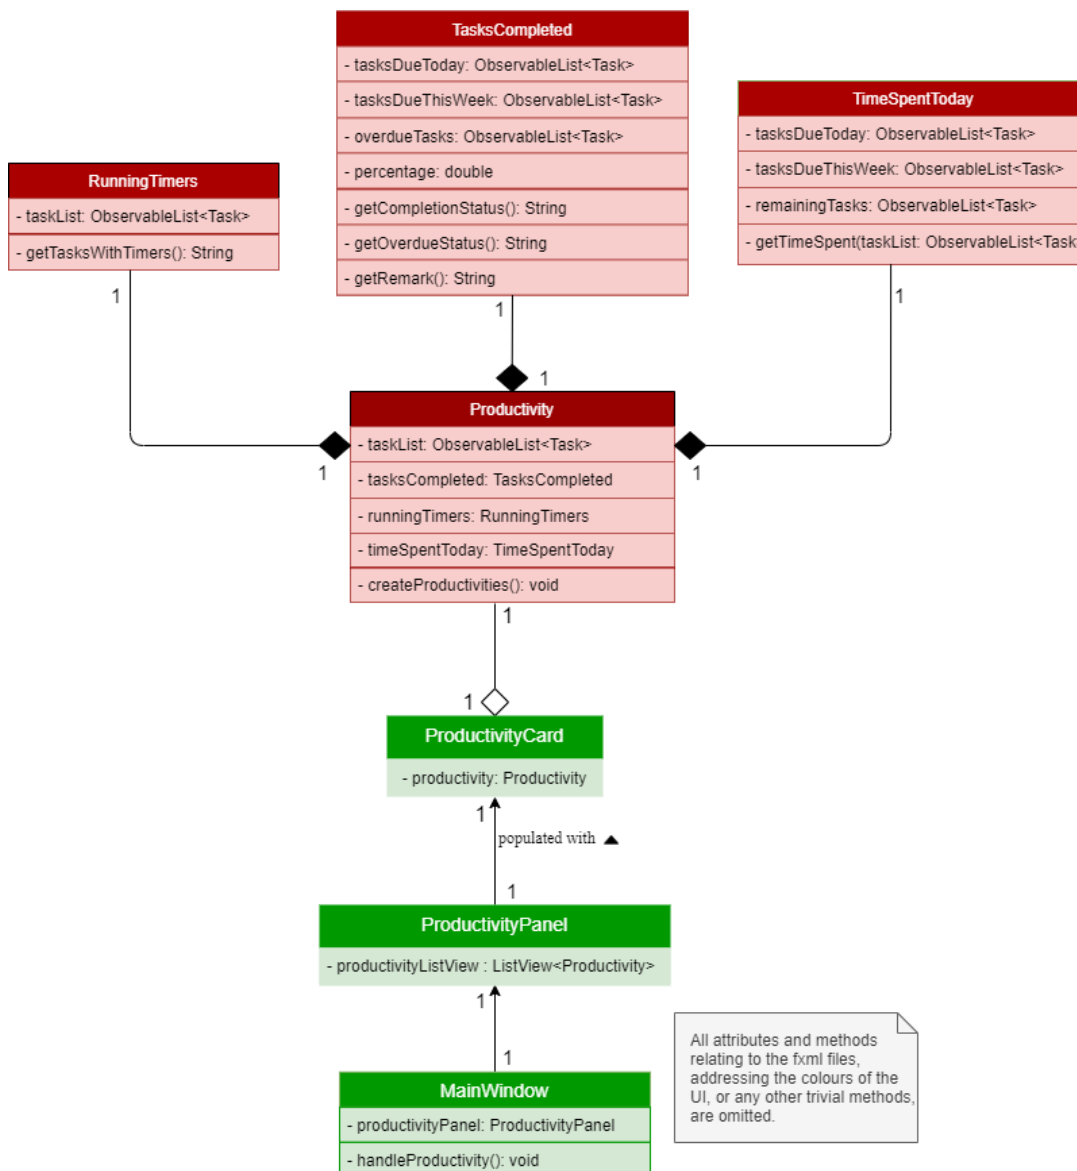 TasksCompleted
- tasksDueToday: ObservableList<Task>
- tasksDueThisWeek: ObservableList<Task>
- overdueTasks: ObservableList<Task>
- percentage: double
- getCompletionStatus(): String
- getOverdueStatus(): String
- getRemark(): String
TimeSpentToday
- tasksDueToday: ObservableList<Task>
- tasksDueThisWeek: ObservableList<Task>
- remainingTasks: ObservableList<Task>
- getTimeSpent(taskList: ObservableList<Task
RunningTimers
- taskList: ObservableList<Task>
- getTasksWithTimers(): String
1
1
1
1
1
1
Productivity
- taskList: ObservableList<Task>
- tasksCompleted: TasksCompleted
- runningTimers: RunningTimers
- timeSpentToday: TimeSpentToday
- createProductivities(): void
1
1
ProductivityCard
- productivity: Productivity
1
populated with
1
ProductivityPanel
- productivityListView : ListView<Productivity>
1
1
MainWindow
- productivityPanel: ProductivityPanel
- handleProductivity(): void
All attributes and methods
relating to the fxml files,
addressing the colours of the
UI, or any other trivial methods,
are omitted.